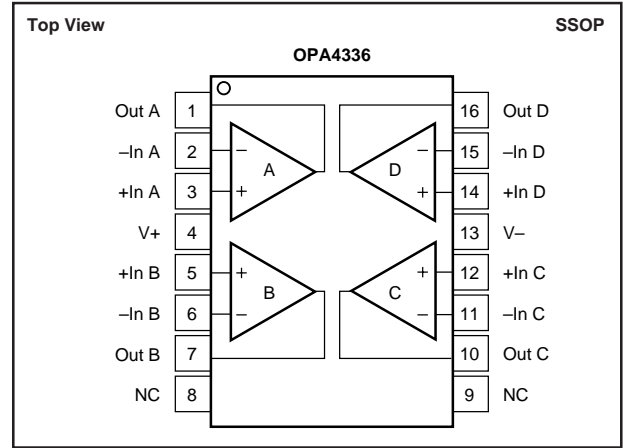 Top View SSOP
OPA4336
Out A 1 16 Out D
–In A 2 − − 15 –In D
A D
+In A 3 + + 14 +In D
V+ 4 13 V–
+In B 5 + + 12 +In C
B C
–In B 6 − − 11 –In C
Out B 7 10 Out C
NC 8 9 NC